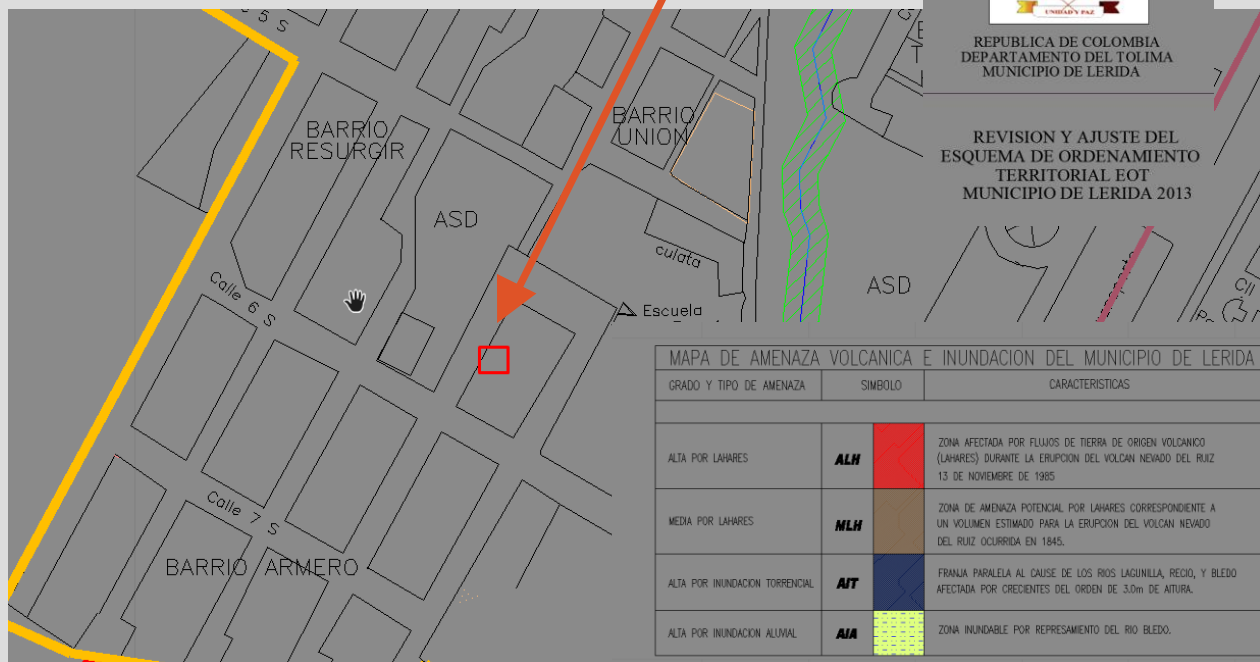 5 S
UNIDAD Y PAZ
REPUBLICA DE COLOMBIA
DEPARTAMENTO DEL TOLIMA
MUNICIPIO DE LERIDA
REVISION Y AJUSTE DEL
ESQUEMA DE ORDENAMIENTO
TERRITORIAL EOT
MUNICIPIO DE LERIDA 2013
BARRIO
RESURGIR
BARRIO
UNION
ASD
culata
Calle 6 S
Escuela
ASD
Calle 7 S
BARRIO ARMERO
MAPA DE AMENAZA VOLCANICA E INUNDACION DEL MUNICIPIO DE LERIDA
GRADO Y TIPO DE AMENAZA SIMBOLO CARACTERISTICAS
ALTA POR LAHARES ALH ZONA AFECTADA POR FLUJOS DE TIERRA DE ORIGEN VOLCANICO
(LAHARES) DURANTE LA ERUPCION DEL VOLCAN NEVADO DEL RUIZ
13 DE NOVIEMBRE DE 1985
MEDIA POR LAHARES MLH ZONA DE AMENAZA POTENCIAL POR LAHARES CORRESPONDIENTE A
UN VOLUMEN ESTIMADO PARA LA ERUPCION DEL VOLCAN NEVADO
DEL RUIZ OCURRIDA EN 1845.
ALTA POR INUNDACION TORRENCIAL AIT FRANJA PARALELA AL CAUSE DE LOS RIOS LAGUNILLA, RECIO, Y BLEDO
AFECTADA POR CRECIENTES DEL ORDEN DE 3.0m DE AITURA.
ALTA POR INUNDACION ALUVIAL AIA ZONA INUNDABLE POR REPRESAMIENTO DEL RIO BLEDO.